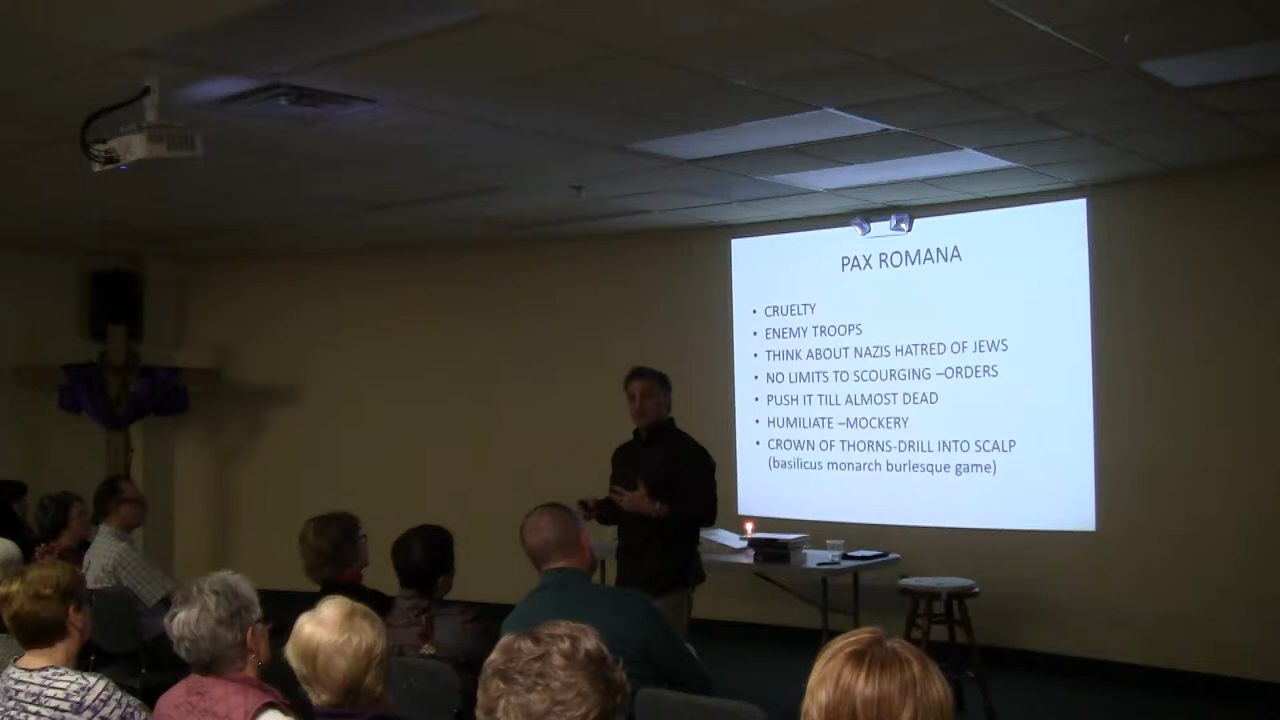 PAX ROMANA
• CRUELTY
• ENEMY TROOPS
• THINK ABOUT NAZIS HATRED OF JEWS
• NO LIMITS TO SCOURGING –ORDERS
• PUSH IT TILL ALMOST DEAD
• HUMILIATE –MOCKERY
• CROWN OF THORNS-DRILL INTO SCALP
(basilicus monarch burlesque game)